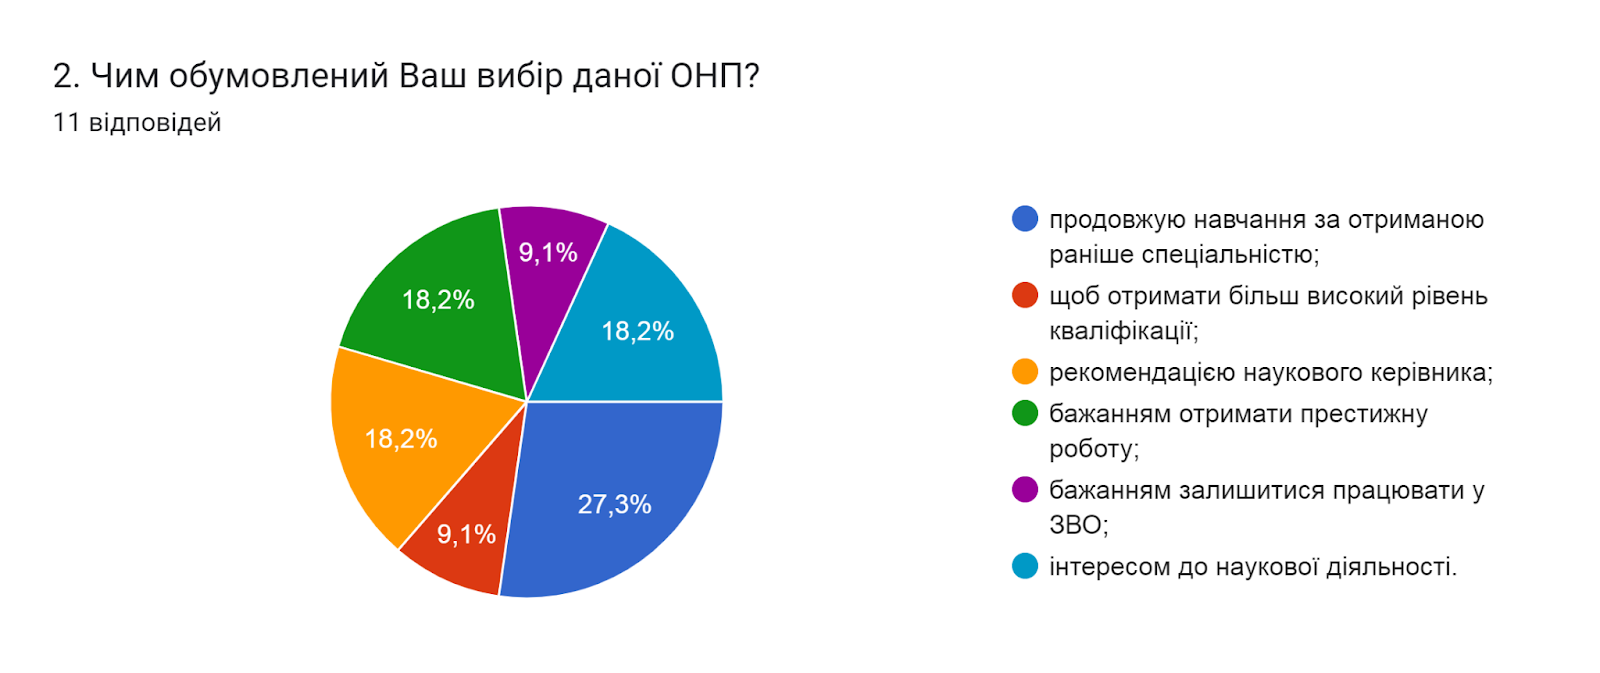 2. Чим обумовлений Ваш вибір даної ОНП?
11 відповідей
9,1%
18,2%
18,2%
18,2%
27,3%
9,1%
продовжую навчання за отриманою
раніше спеціальністю;
щоб отримати більш високий рівень
кваліфікації;
рекомендацією наукового керівника;
бажанням отримати престижну
роботу;
бажанням залишитися працювати у
ЗВО;
інтересом до наукової діяльності.